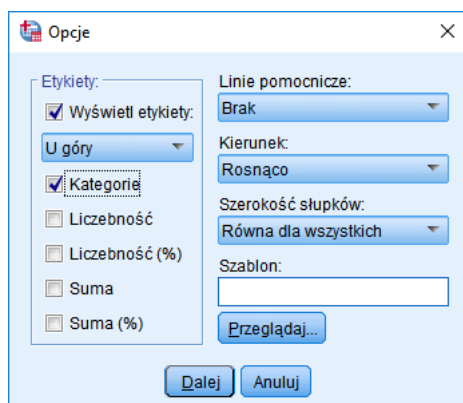 Opcje
Etykiety:
Wyświetl etykiety:
U góry
Kategorie
Liczebność
Liczebność (%)
Suma
Suma (%)
Linie pomocnicze:
Brak
Kierunek:
Rosnąco
Szerokość słupków:
Równa dla wszystkich
Szablon:
Przeglądaj...
Dalej
Anuluj